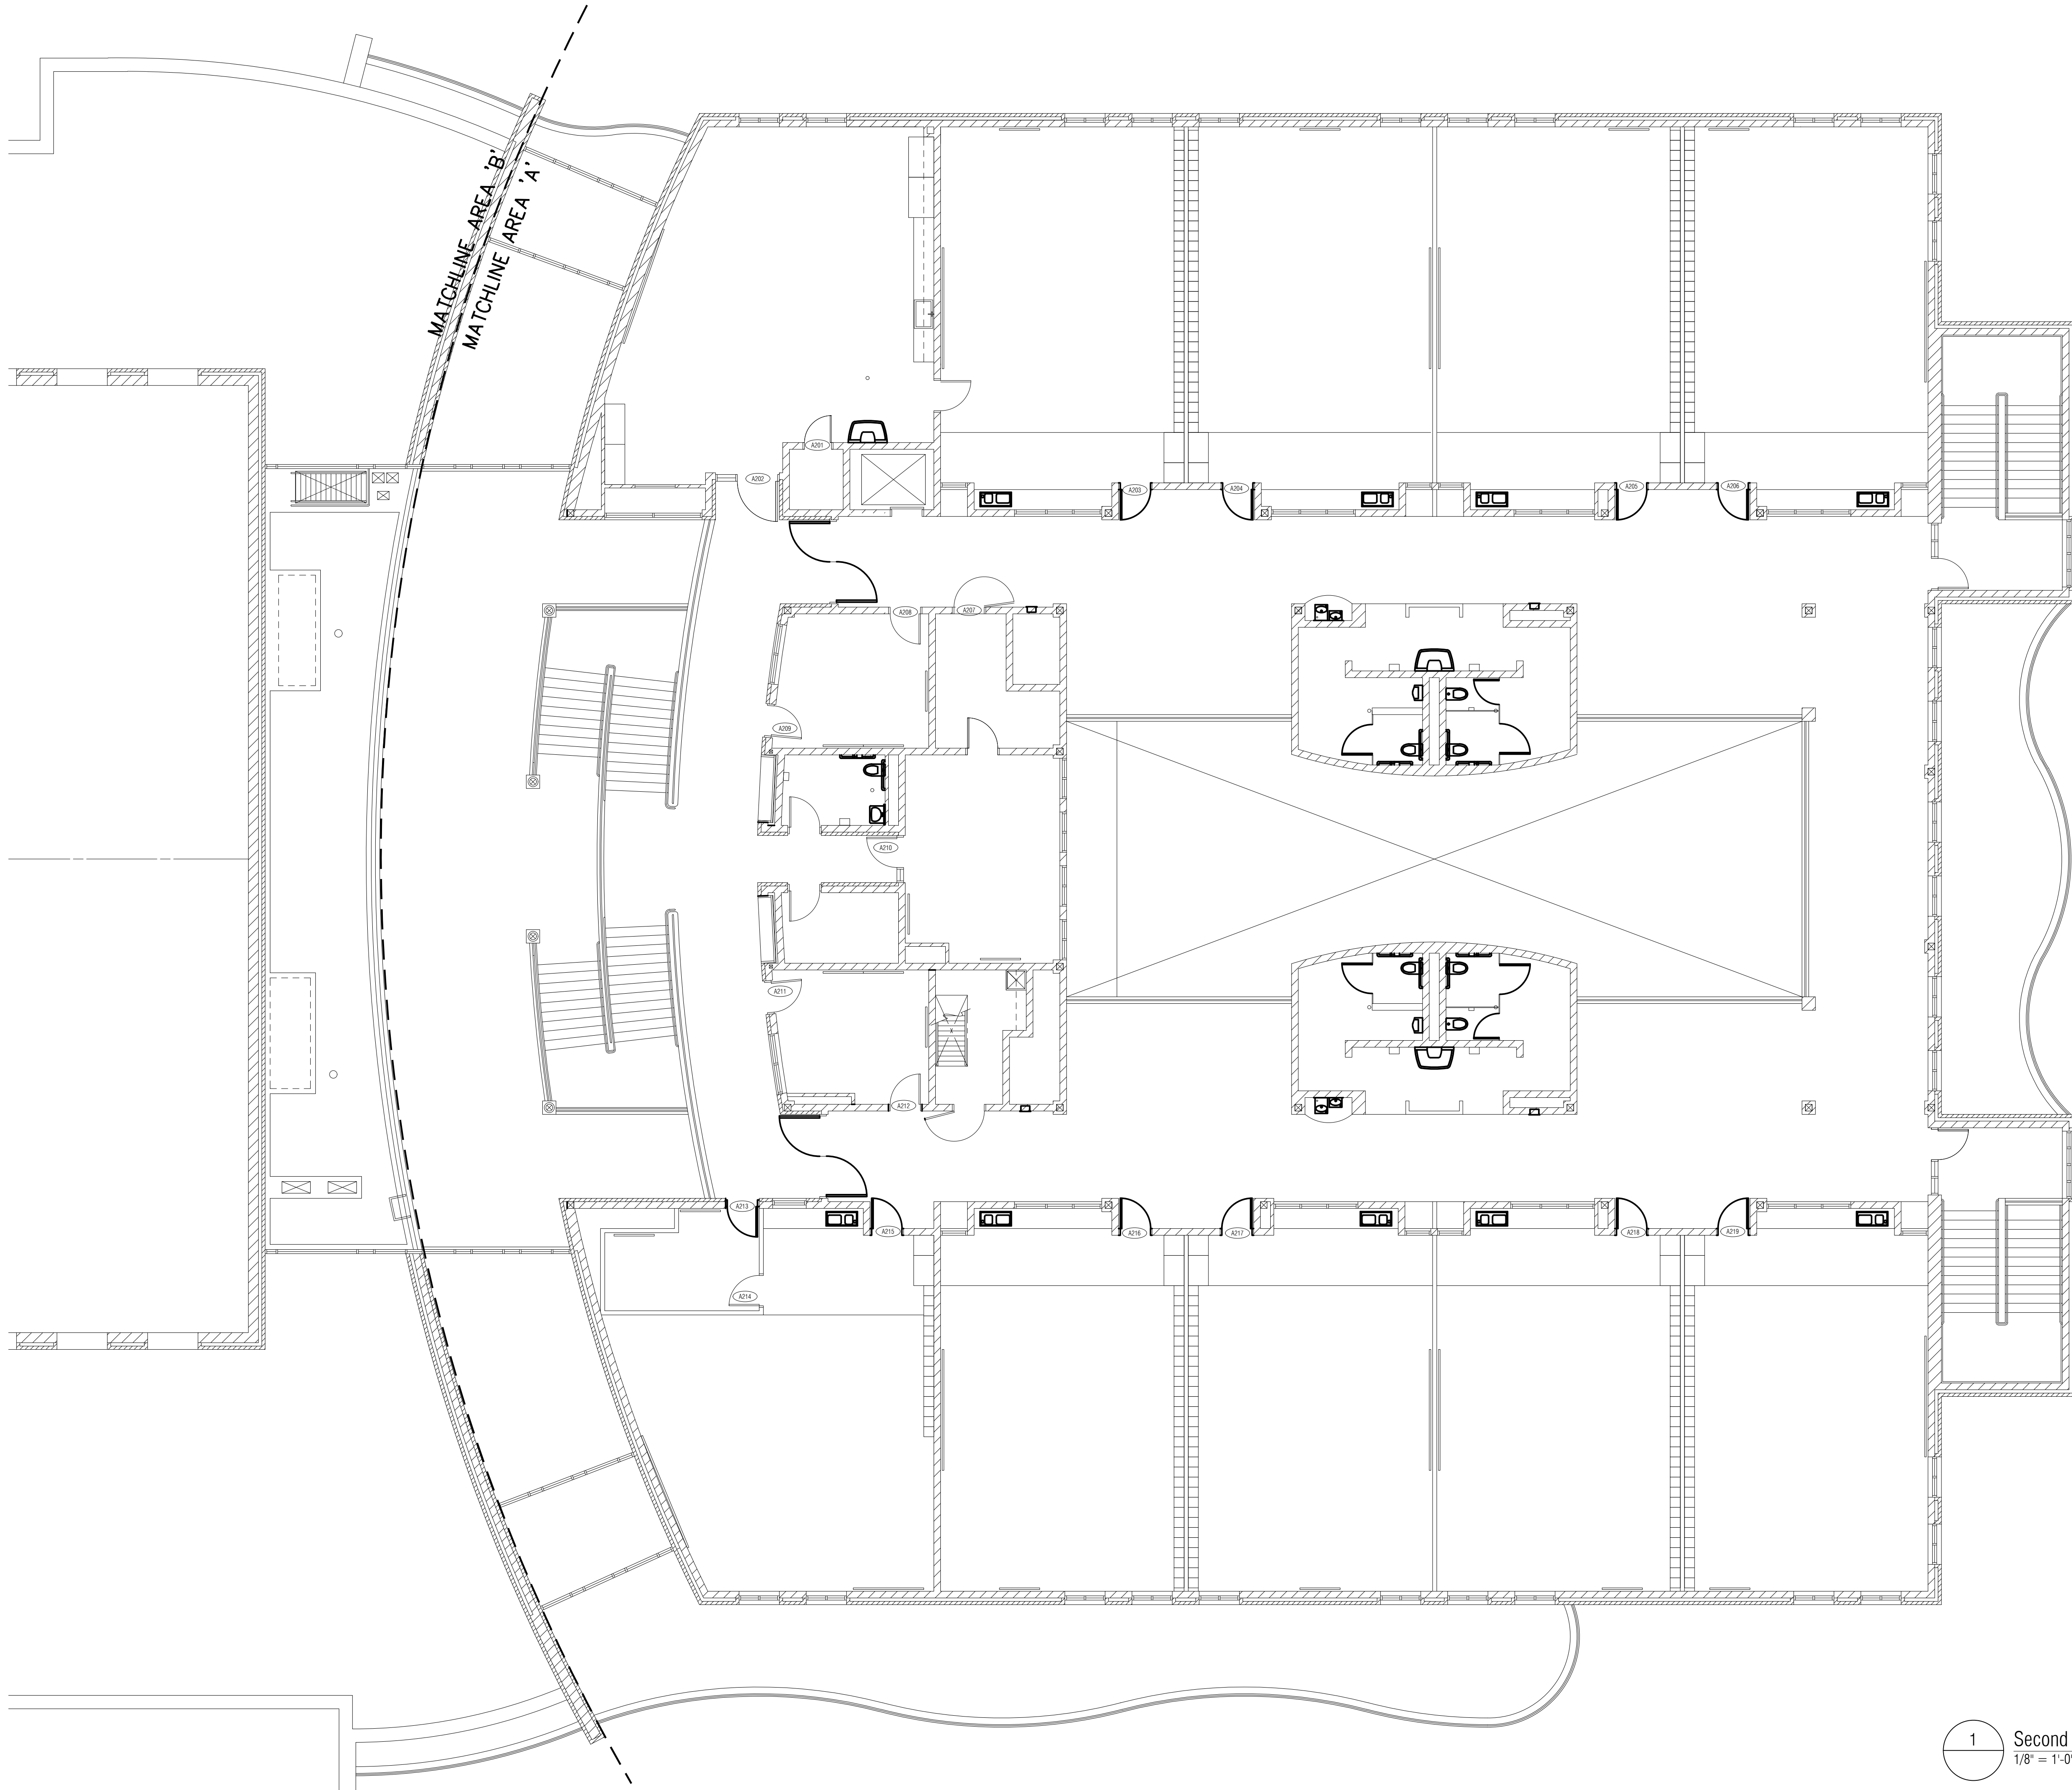 MATCHLINE AREA 'B'
MATCHLINE AREA 'A'
A201
A202
A203
A204
A205
A206
A208
A207
A209
A210
A211
X
A212
A213
A215
A216
A217
A218
A219
A214
1
Second
1/8" = 1'-0"